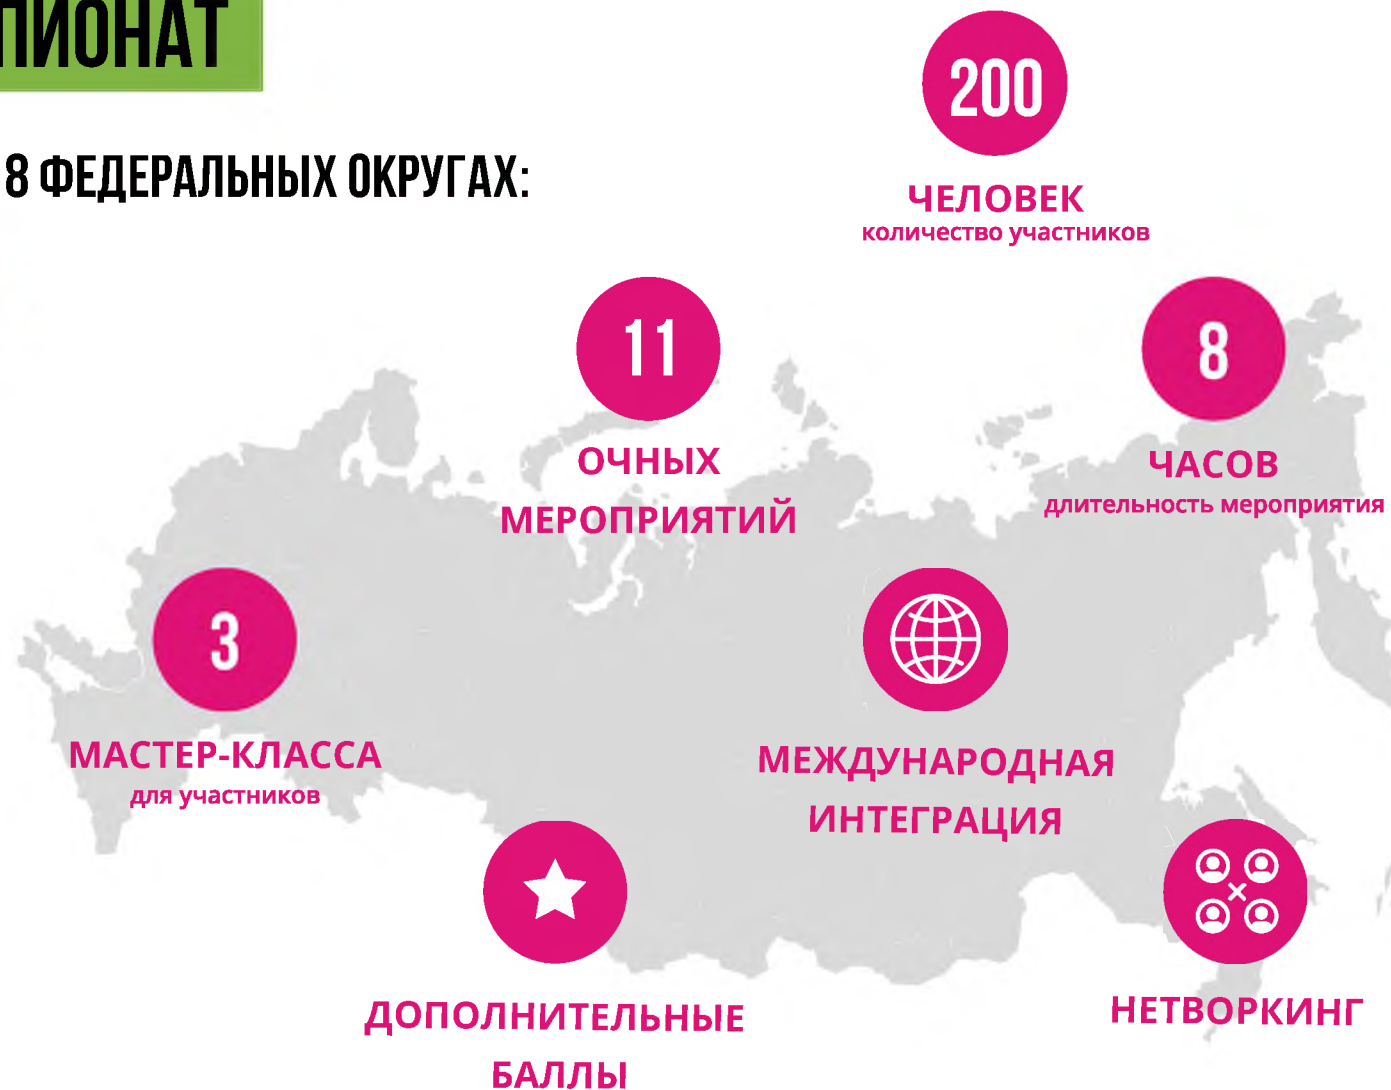 ПИОНАТ
8 ФЕДЕРАЛЬНЫХ ОКРУГАХ:
200
ЧЕЛОВЕК
количество участников
11
ОЧНЫХ
МЕРОПРИЯТИЙ
8
ЧАСОВ
длительность мероприятия
3
МАСТЕР-КЛАССА
для участников
МЕЖДУНАРОДНАЯ
ИНТЕГРАЦИЯ
ДОПОЛНИТЕЛЬНЫЕ
БАЛЛЫ
НЕТВОРКИНГ